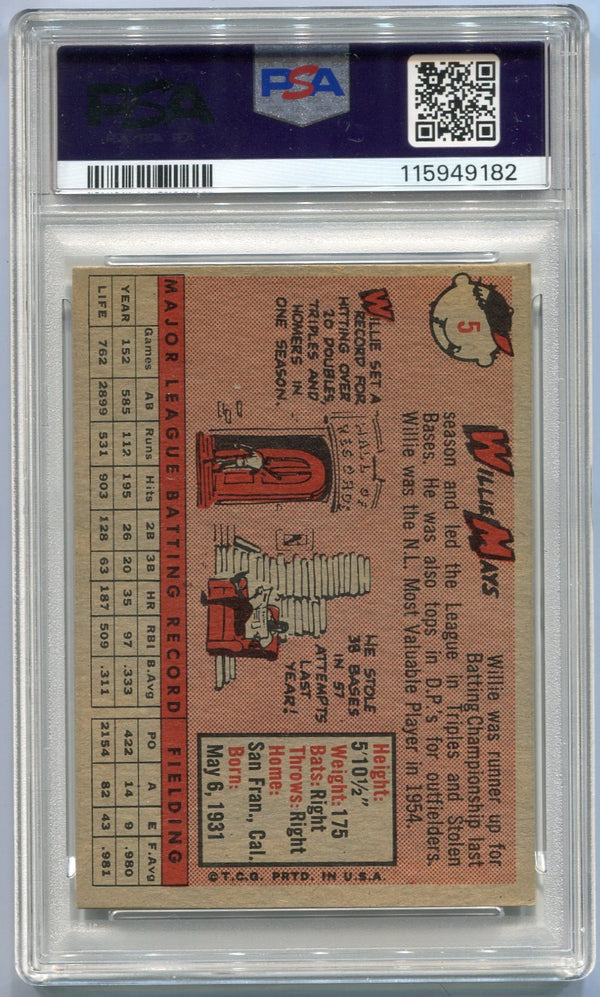 PSA
PSA
115949182
5
WILLIE MAYS
Willie was runner up for
Batting Championship last
season and led the League in Triples and Stolen
Bases. He was also tops in D.P.'s for outfielders.
Willie was the N.L. Most Valuable Player in 1954.
WILLIE SET A
RECORD FOR
HITTING OVER
20 DOUBLES,
TRIPLES AND
HOMERS IN
ONE SEASON.
HALL OF
RECORDS
HE STOLE
38 BASES
IN 57
ATTEMPTS
LAST
YEAR!
Height:
5'10½"
Weight: 175
Bats: Right
Throws: Right
Home:
San Fran., Cal.
Born:
May 6, 1931
© T.C.G. PRTD. IN U.S.A.
MAJOR LEAGUE BATTING RECORD FIELDING
Games AB Runs Hits 2B 3B HR RBI B.Avg PO A E F.Avg
YEAR 152 585 112 195 26 20 35 97 .333 422 14 9 .980
LIFE 762 2899 531 903 128 63 187 509 .311 2154 82 43 .981